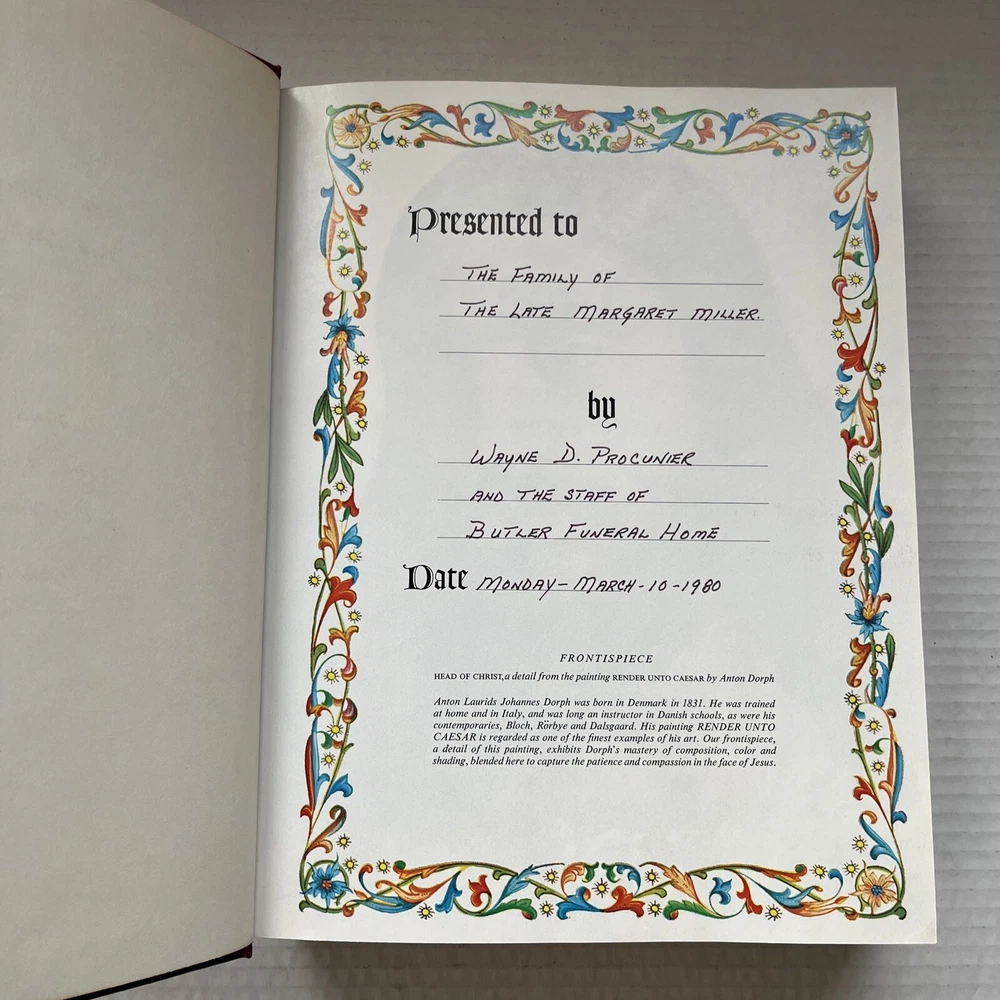 Presented to
THE FAMILY OF
THE LATE MARGARET MILLER.
by
WAYNE D. PROCUNIER
AND THE STAFF OF
BUTLER FUNERAL HOME
Date MONDAY-MARCH-10-1980
FRONTISPIECE
HEAD OF CHRIST, a detail from the painting RENDER UNTO CAESAR by Anton Dorph
Anton Laurids Johannes Dorph was born in Denmark in 1831. He was trained
at home and in Italy, and was long an instructor in Danish schools, as were his
contemporaries, Bloch, Rörbye and Dalsgaard. His painting RENDER UNTO
CAESAR is regarded as one of the finest examples of his art. Our frontispiece,
a detail of this painting, exhibits Dorph's mastery of composition, color and
shading, blended here to capture the patience and compassion in the face of Jesus.